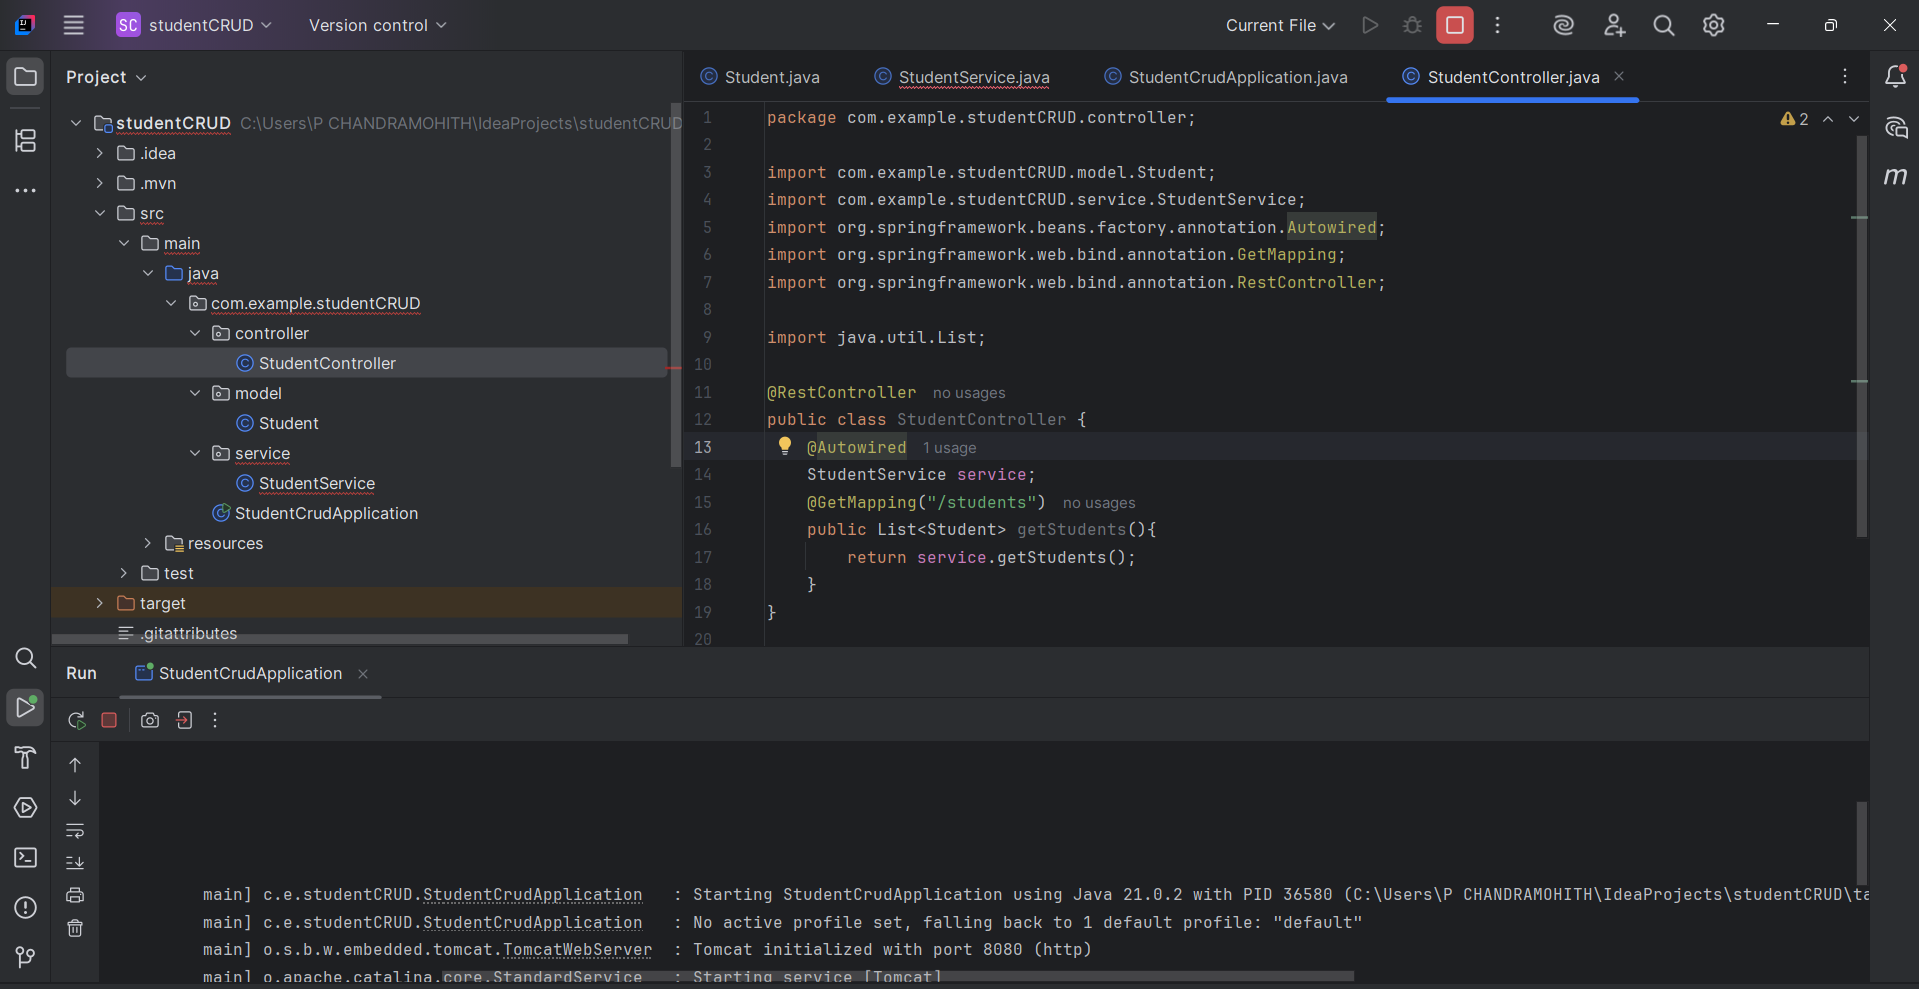 SC studentCRUD Version control Current File
Project
studentCRUD C:\Users\P CHANDRAMOHITH\IdeaProjects\studentCRUD
.idea
.mvn
src
main
java
com.example.studentCRUD
controller
StudentController
model
Student
service
StudentService
StudentCrudApplication
resources
test
target
.gitattributes
Student.java StudentService.java StudentCrudApplication.java StudentController.java
2
1 package com.example.studentCRUD.controller;
2
3 import com.example.studentCRUD.model.Student;
4 import com.example.studentCRUD.service.StudentService;
5 import org.springframework.beans.factory.annotation.Autowired;
6 import org.springframework.web.bind.annotation.GetMapping;
7 import org.springframework.web.bind.annotation.RestController;
8
9 import java.util.List;
10
11 @RestController no usages
12 public class StudentController {
13 @Autowired 1 usage
14 StudentService service;
15 @GetMapping("/students") no usages
16 public List<Student> getStudents(){
17 return service.getStudents();
18 }
19 }
20
m
Run StudentCrudApplication
main] c.e.studentCRUD.StudentCrudApplication : Starting StudentCrudApplication using Java 21.0.2 with PID 36580 (C:\Users\P CHANDRAMOHITH\IdeaProjects\studentCRUD\ta
main] c.e.studentCRUD.StudentCrudApplication : No active profile set, falling back to 1 default profile: "default"
main] o.s.b.w.embedded.tomcat.TomcatWebServer : Tomcat initialized with port 8080 (http)
main] o.apache.catalina.core.StandardService : Starting service [Tomcat]